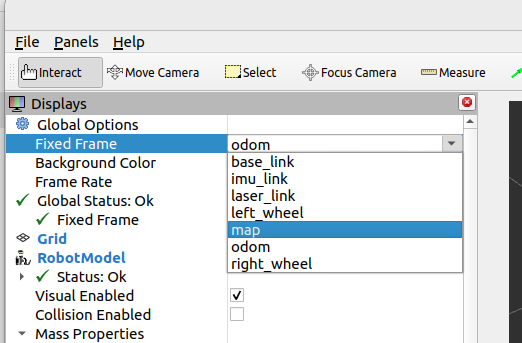 File Panels Help
Interact Move Camera Select Focus Camera Measure
Displays
Global Options
Fixed Frame odom
Background Color base_link
Frame Rate imu_link
Global Status: Ok laser_link
Fixed Frame left_wheel
Grid map
RobotModel odom
Status: Ok right_wheel
Visual Enabled
Collision Enabled
Mass Properties